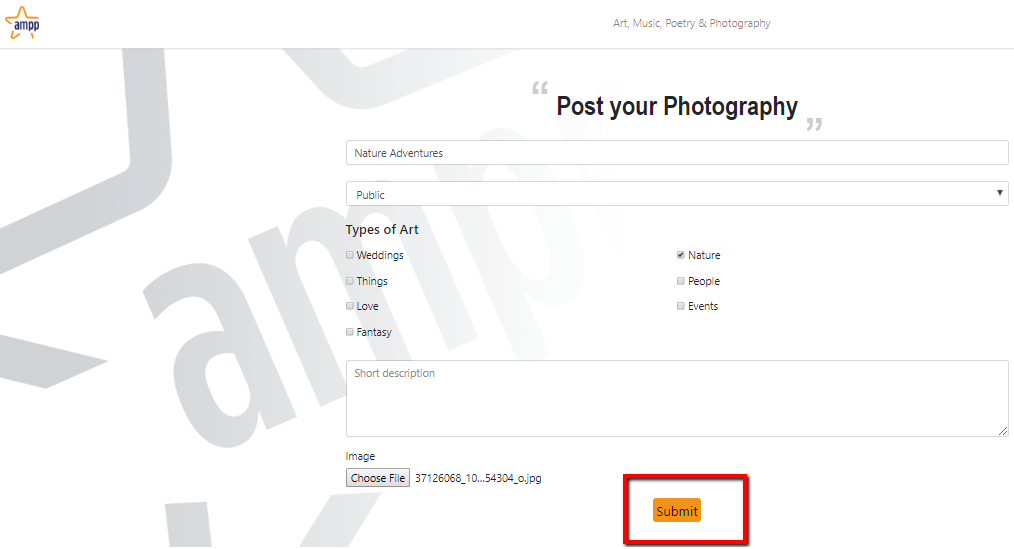 ampp
Art, Music, Poetry & Photography
“ Post your Photography „
Nature Adventures
Public
Types of Art
Weddings
Nature
Things
People
Love
Events
Fantasy
Short description
Image
Choose File 37126068_10...54304_o.jpg
Submit
ampp